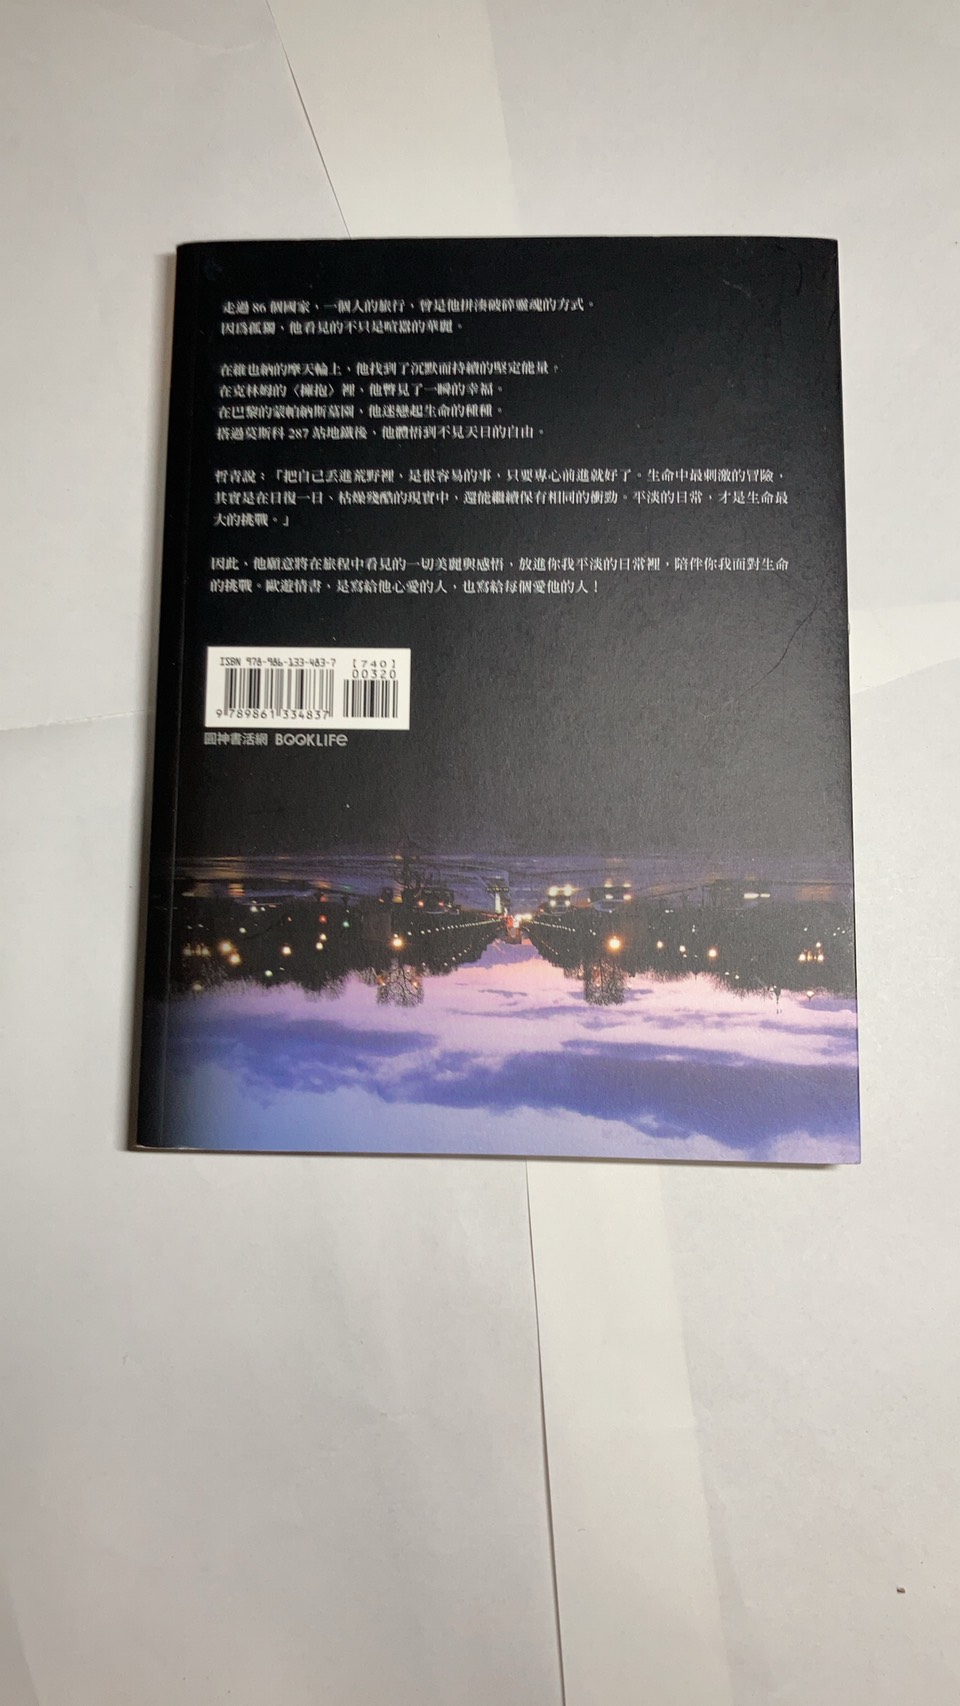 走過 86 個國家、一個人的旅行，曾是他拼湊破碎靈魂的方式。
因為孤獨，他看見的不只是喧囂的華麗。
在維也納的摩天輪上，他找到了沉默而持續的堅定能量。
在克林姆的〈擁抱〉裡，他瞥見了一瞬的幸福。
在巴黎的蒙帕納斯墓園，他迷戀起生命的種種。
搭過莫斯科 287 站地鐵後，他體悟到不見天日的自由。
哲青說：「把自己丟進荒野裡，是很容易的事，只要專心前進就好了。生命中最刺激的冒險，
其實是在日復一日、枯燥殘酷的現實中，還能繼續保有相同的衝勁。平淡的日常，才是生命最
大的挑戰。」
因此，他願意將在旅程中看見的一切美麗與感悟，放進你我平淡的日常裡，陪伴你我面對生命
的挑戰。歐遊情書，是寫給他心愛的人，也寫給每個愛他的人！
ISBN 978-986-133-483-7
[740]
00320
9 789861 334837
圓神書活網 BOOKLIFe